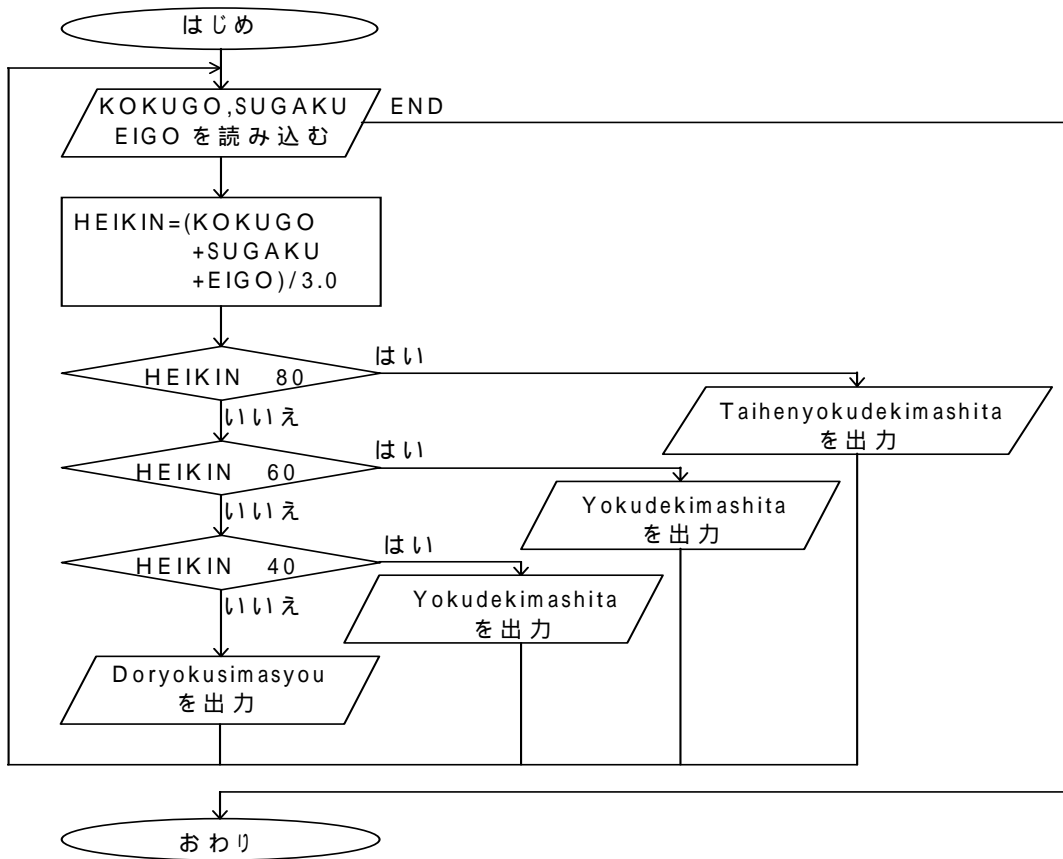 はじめ
KOKUGO,SUGAKU
EIGO を読み込む
END
HEIKIN=(KOKUGO
+SUGAKU
+EIGO)/3.0
HEIKIN 80
はい
いいえ
Taihenyokudekimashita
を出力
HEIKIN 60
はい
いいえ
Yokudekimashita
を出力
HEIKIN 40
はい
いいえ
Yokudekimashita
を出力
Doryokusimasyou
を出力
おわり